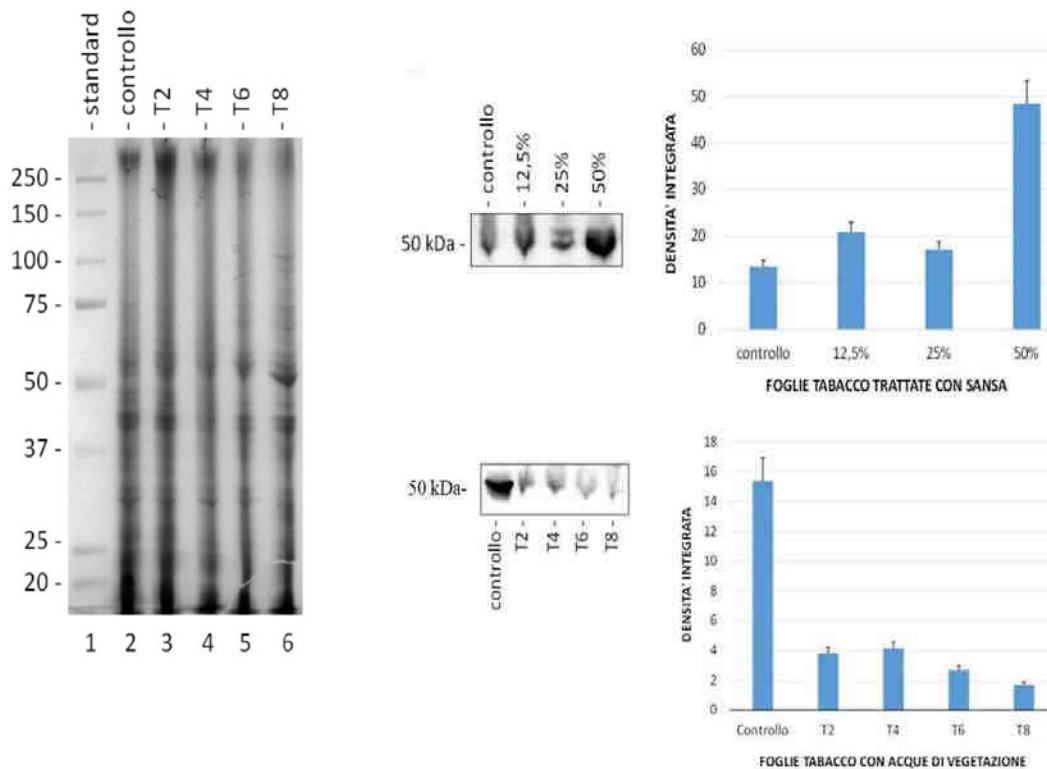 - standard
- controllo
- T2
- T4
- T6
- T8
250 -
150 -
100 -
75 -
50 -
37 -
25 -
20 -
1 2 3 4 5 6
- controllo
- 12,5%
- 25%
- 50%
50 kDa -
50 kDa-
controllo -
T2 -
T4 -
T6 -
T8 -
DENSITA' INTEGRATA
60
50
40
30
20
10
0
controllo 12,5% 25% 50%
FOGLIE TABACCO TRATTATE CON SANSA
DENSITA' INTEGRATA
18
16
14
12
10
8
6
4
2
0
Controllo T2 T4 T6 T8
FOGLIE TABACCO CON ACQUE DI VEGETAZIONE